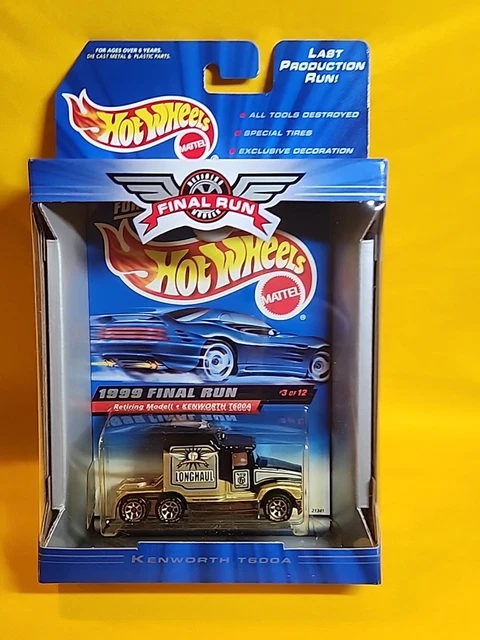 FOR AGES OVER 6 YEARS.
DIE CAST METAL & PLASTIC PARTS.
LAST
PRODUCTION
RUN!
HOT WHEELS
MATTEL
®
ALL TOOLS DESTROYED
SPECIAL TIRES
EXCLUSIVE DECORATION
RETIRING
FINAL RUN
MODEL
HOT WHEELS
MATTEL
®
1999 FINAL RUN
#3 OF 12
Retiring Model! • KENWORTH T600A
LONGHAUL
21341
KENWORTH T600A